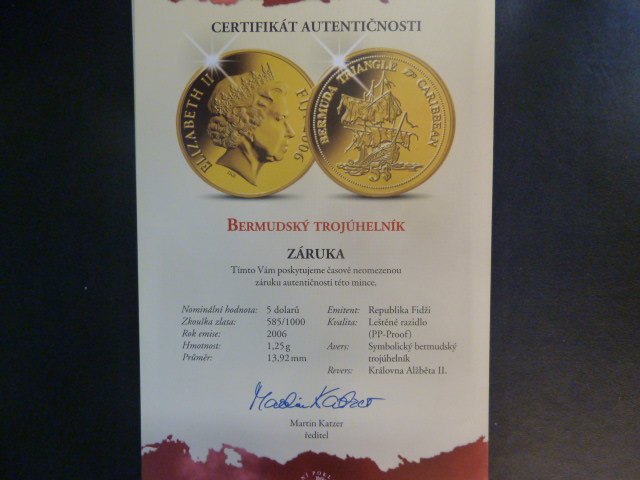 CERTIFIKÁT AUTENTIČNOSTI
ELIZABETH II
FIJI 2006
BERMUDA TRIANGLE
CARIBBEAN
5$
BERMUDSKÝ TROJÚHELNÍK
ZÁRUKA
Tímto Vám poskytujeme časově neomezenou
záruku autentičnosti této mince.
Nominální hodnota: 5 dolarů
Zkouška zlata: 585/1000
Rok emise: 2006
Hmotnost: 1,25 g
Průměr: 13,92 mm
Emitent: Republika Fidži
Kvalita: Leštěné razidlo
(PP-Proof)
Avers: Symbolický bermudský
trojúhelník
Revers: Královna Alžběta II.
Martin Katzer
Martin Katzer
ředitel